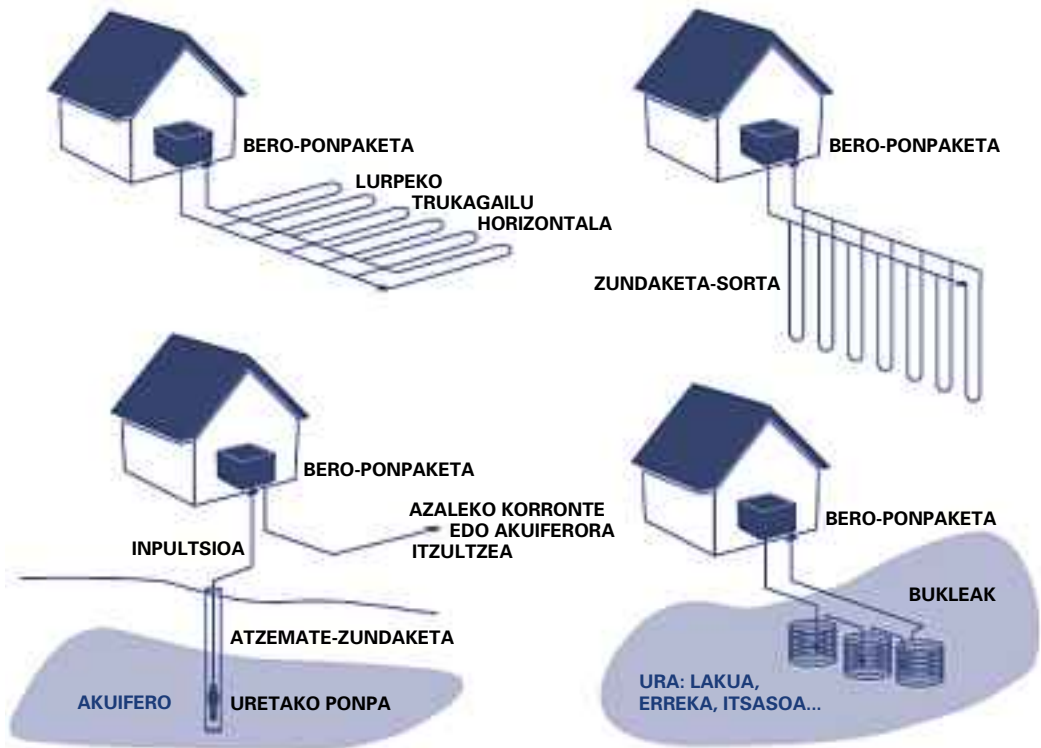 BERO-PONPAKETA
LURPEKO
TRUKAGAILU
HORIZONTALA
BERO-PONPAKETA
ZUNDAKETA-SORTA
BERO-PONPAKETA
AZALEKO KORRONTE
EDO AKUIFERORA
ITZULTZEA
INPULTSIOA
ATZEMATE-ZUNDAKETA
AKUIFERO
URETAKO PONPA
BERO-PONPAKETA
BUKLEAK
URA: LAKUA,
ERREKA, ITSASOA...